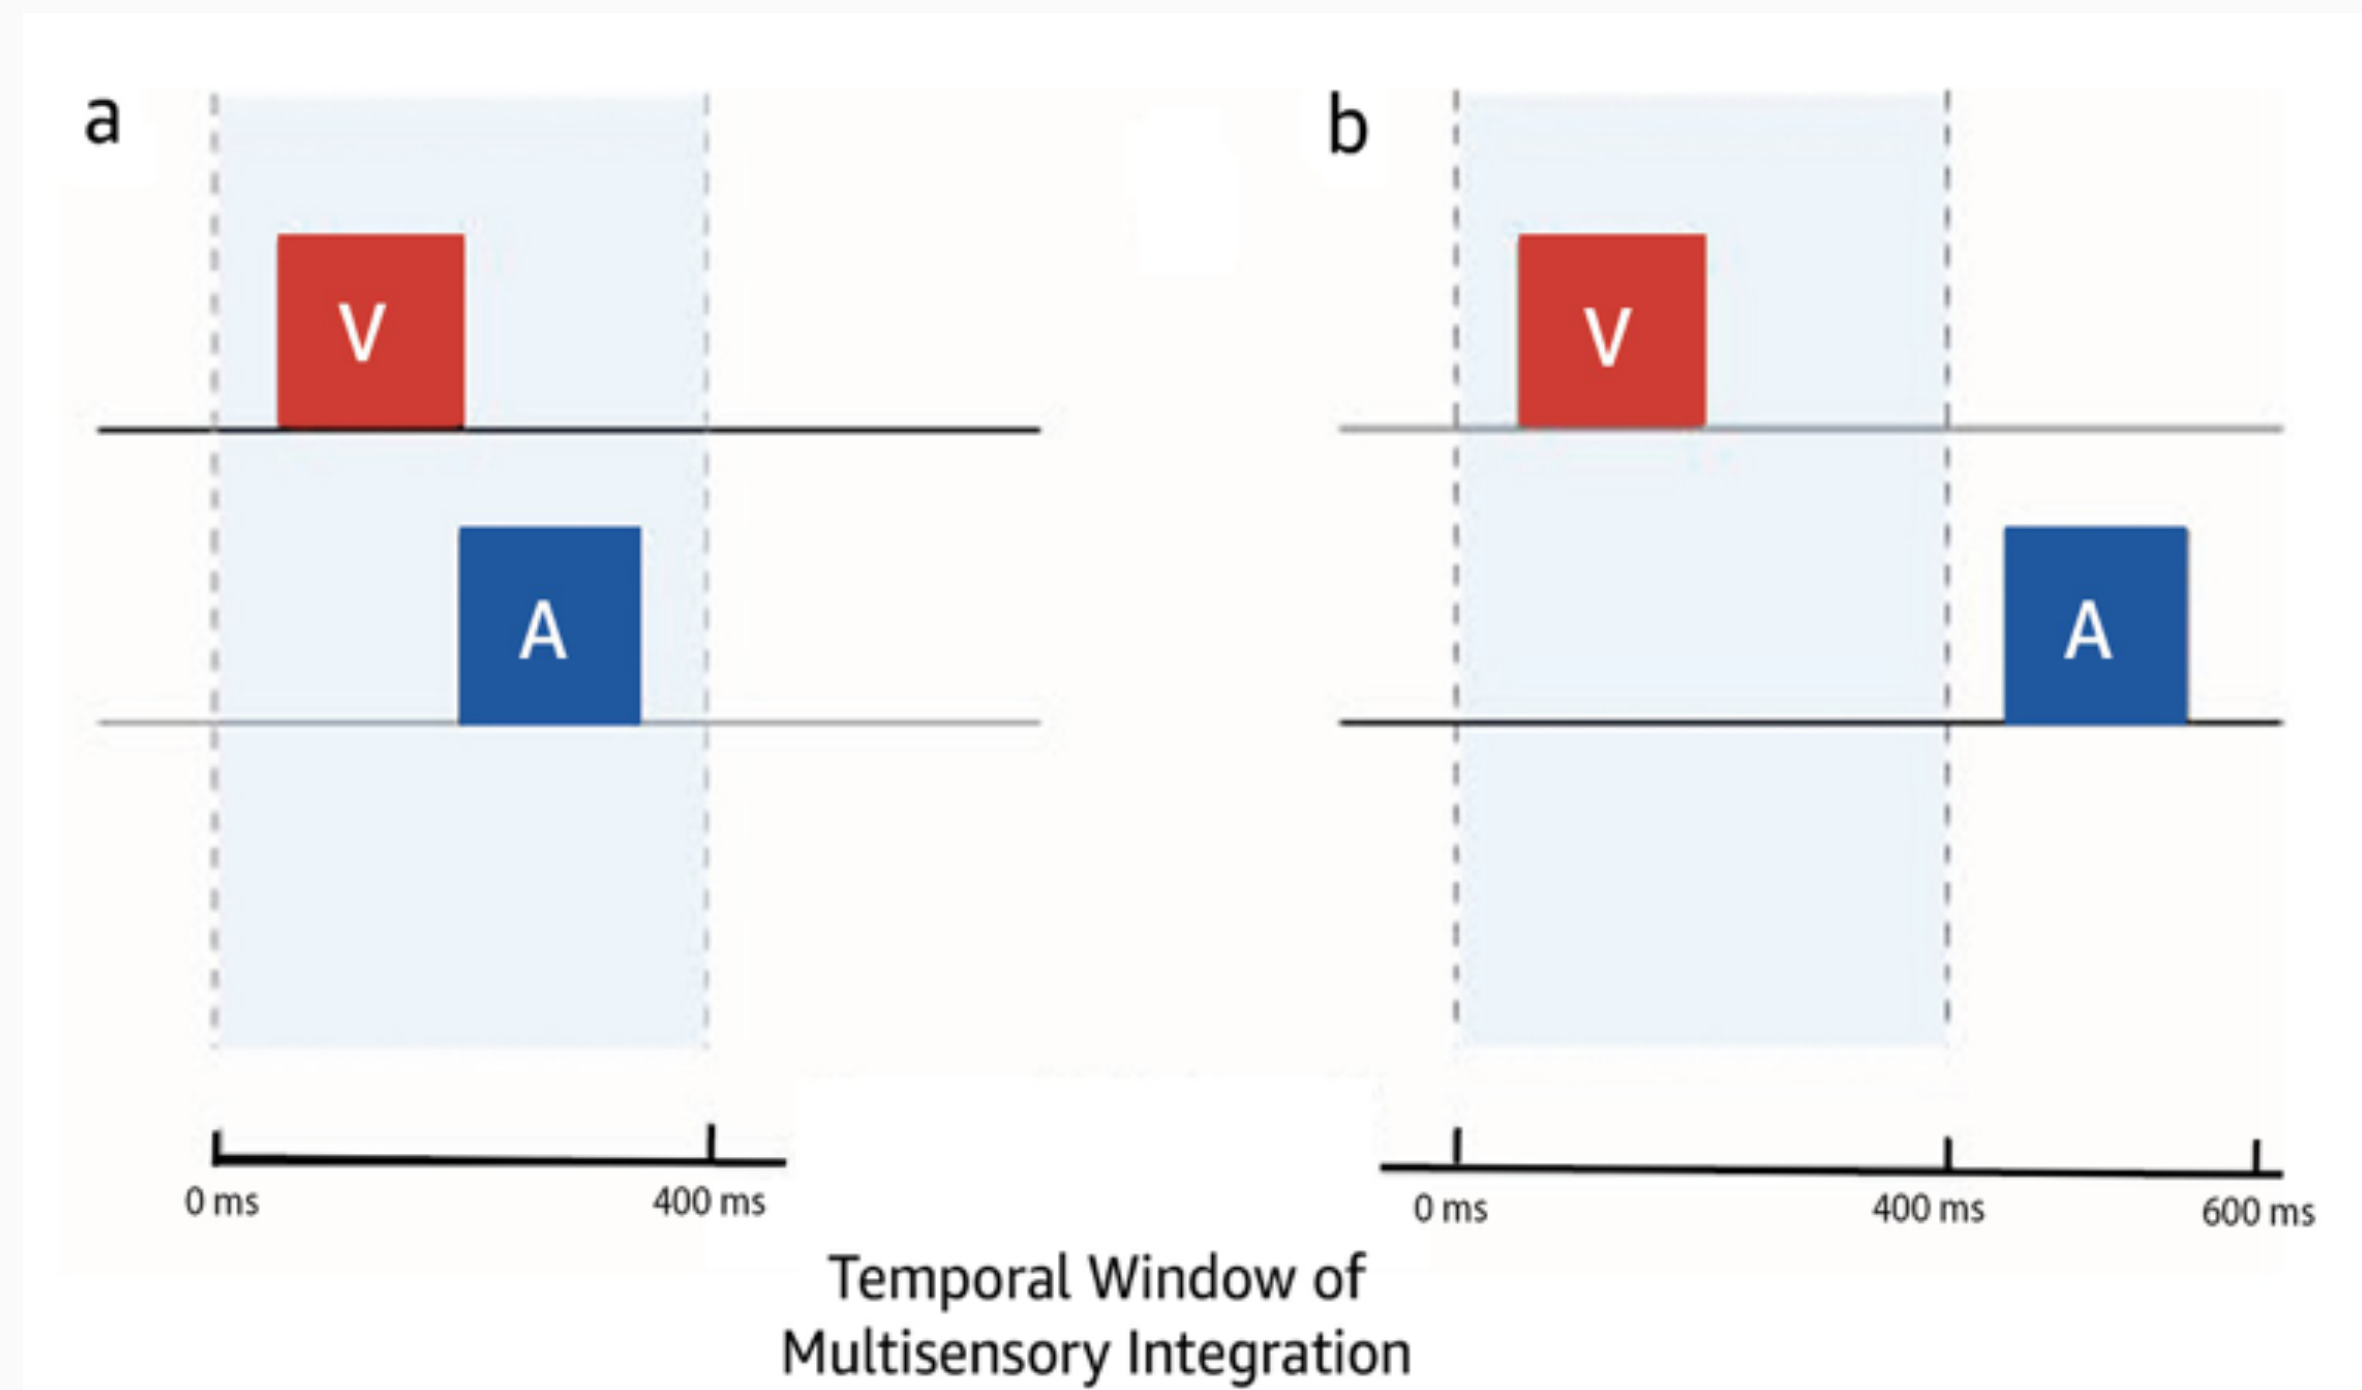 a
b
V
V
A
A
0 ms
400 ms
0 ms
400 ms
600 ms
Temporal Window of
Multisensory Integration